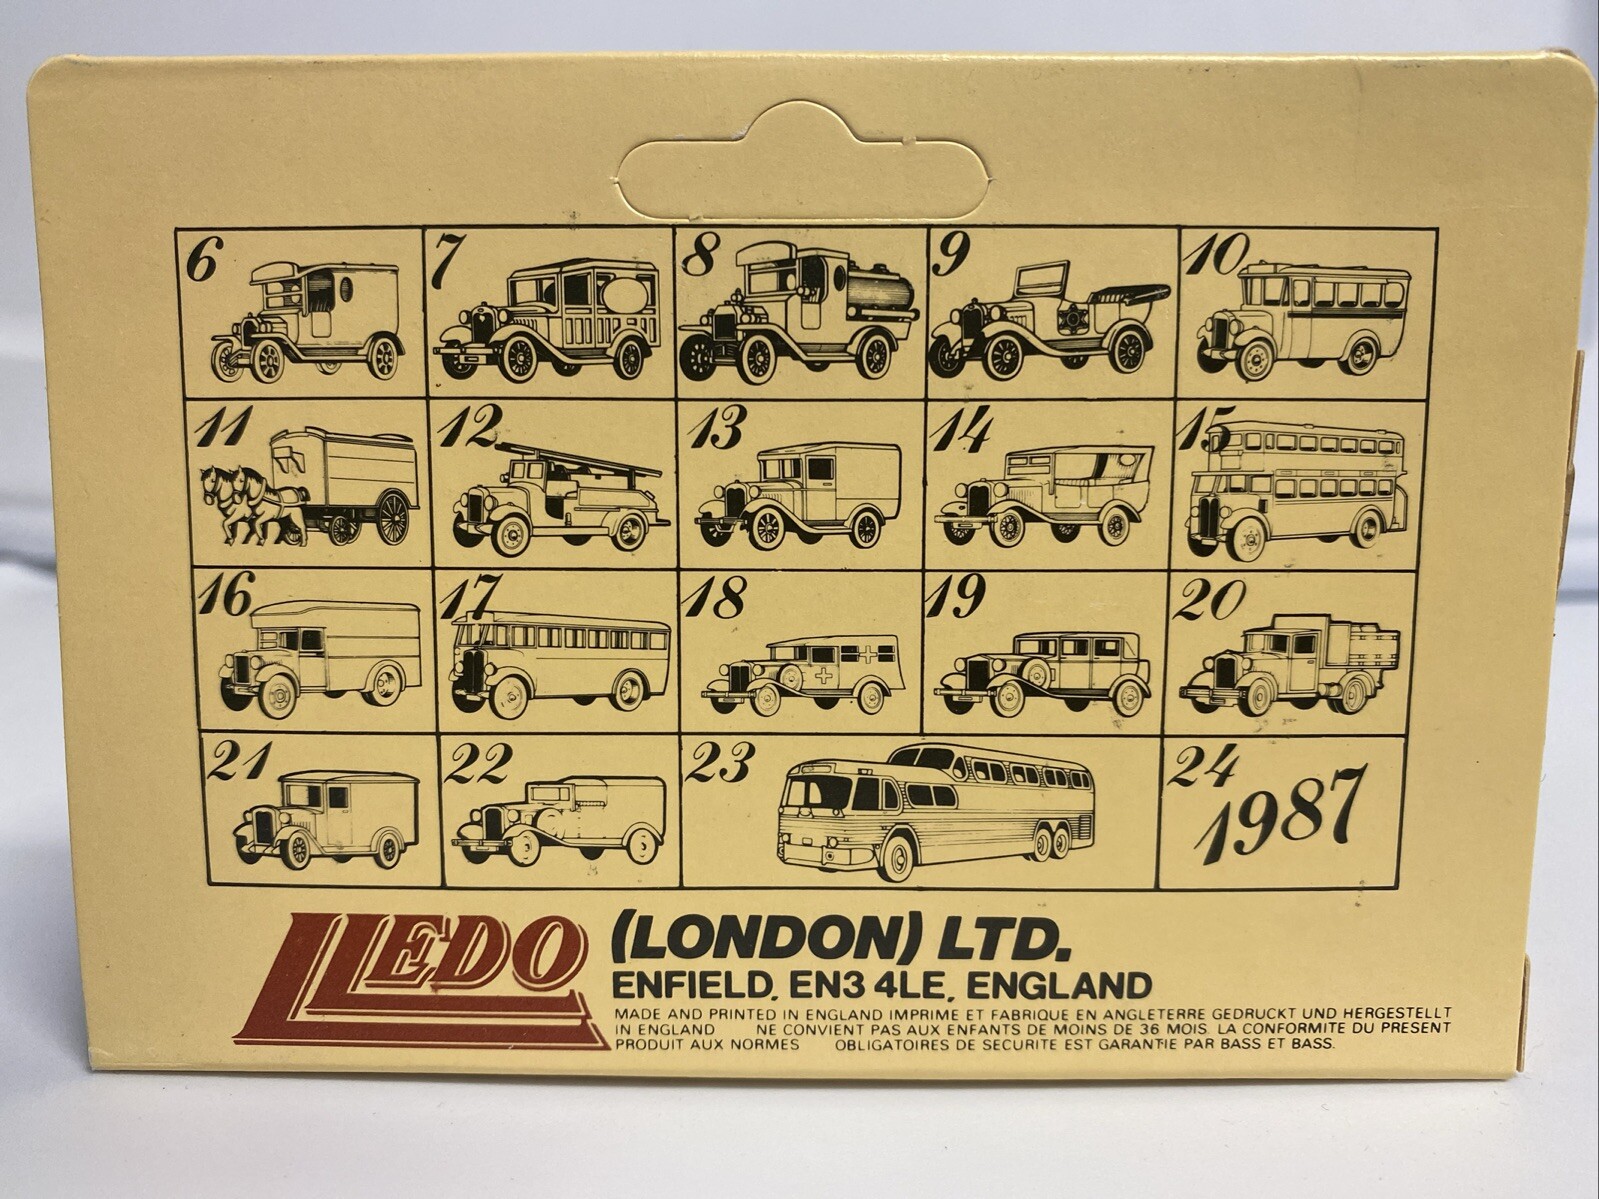 6 7 8 9 10
11 12 13 14 15
16 17 18 19 20
21 22 23 24 1987
LLEDO (LONDON) LTD.
ENFIELD, EN3 4LE, ENGLAND
MADE AND PRINTED IN ENGLAND IMPRIME ET FABRIQUE EN ANGLETERRE GEDRUCKT UND HERGESTELLT
IN ENGLAND NE CONVIENT PAS AUX ENFANTS DE MOINS DE 36 MOIS. LA CONFORMITE DU PRESENT
PRODUIT AUX NORMES OBLIGATOIRES DE SECURITE EST GARANTIE PAR BASS ET BASS.